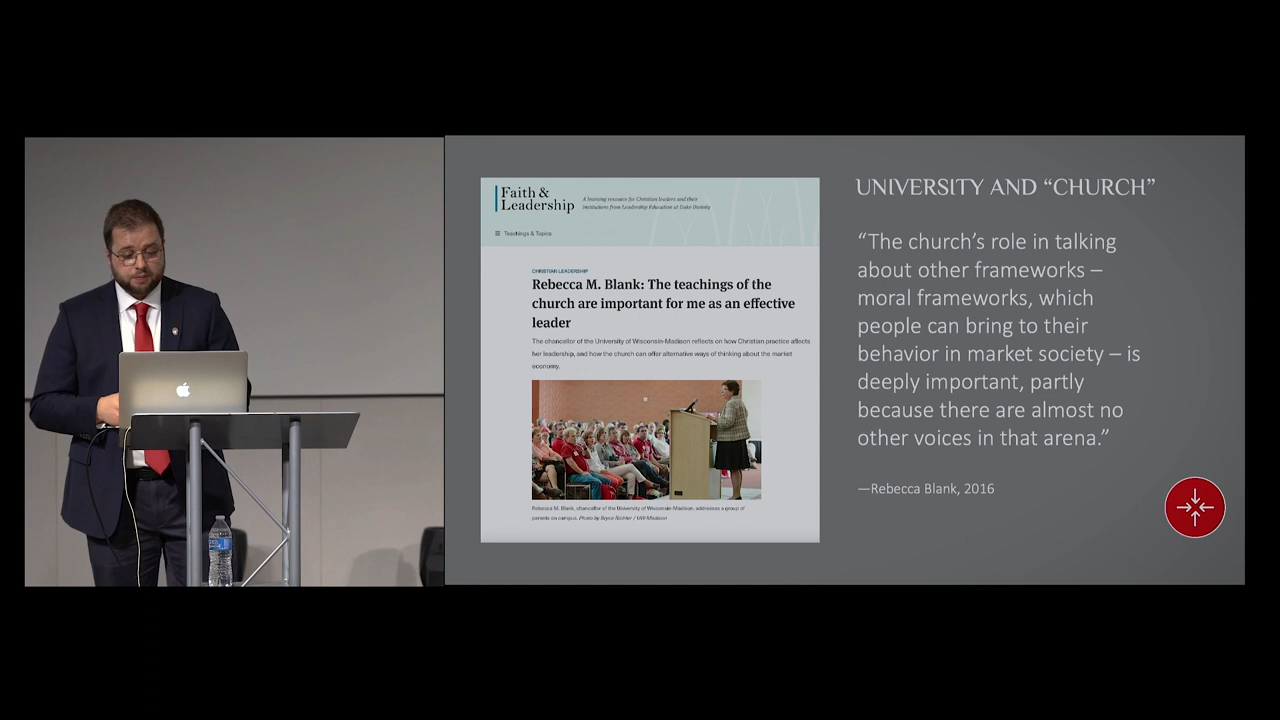 Faith &
Leadership
A learning resource for Christian leaders and their
institutions from Leadership Education at Duke Divinity
Teachings & Topics
CHRISTIAN LEADERSHIP
Rebecca M. Blank: The teachings of the
church are important for me as an effective
leader
The chancellor of the University of Wisconsin-Madison reflects on how Christian practice affects
her leadership, and how the church can offer alternative ways of thinking about the market
economy.
Rebecca M. Blank, chancellor of the University of Wisconsin-Madison, addresses a group of
parents on campus. Photo by Bryce Richter / UW-Madison
UNIVERSITY AND “CHURCH”
“The church’s role in talking
about other frameworks –
moral frameworks, which
people can bring to their
behavior in market society – is
deeply important, partly
because there are almost no
other voices in that arena.”
—Rebecca Blank, 2016